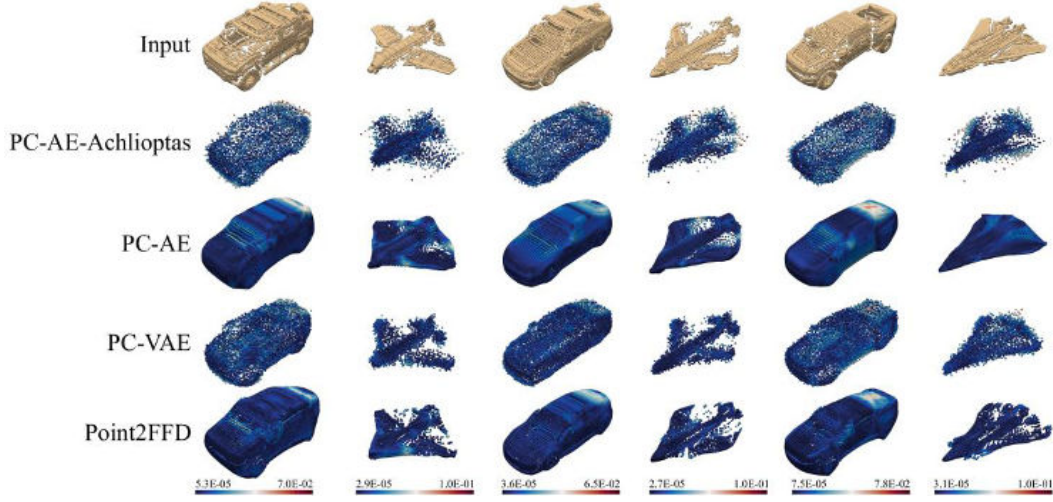 Input
PC-AE-Achlioptas
PC-AE
PC-VAE
Point2FFD
5.3E-05 7.0E-02 2.9E-05 1.0E-01 3.6E-05 6.5E-02 2.7E-05 1.0E-01 7.5E-05 7.8E-02 3.1E-05 1.0E-01